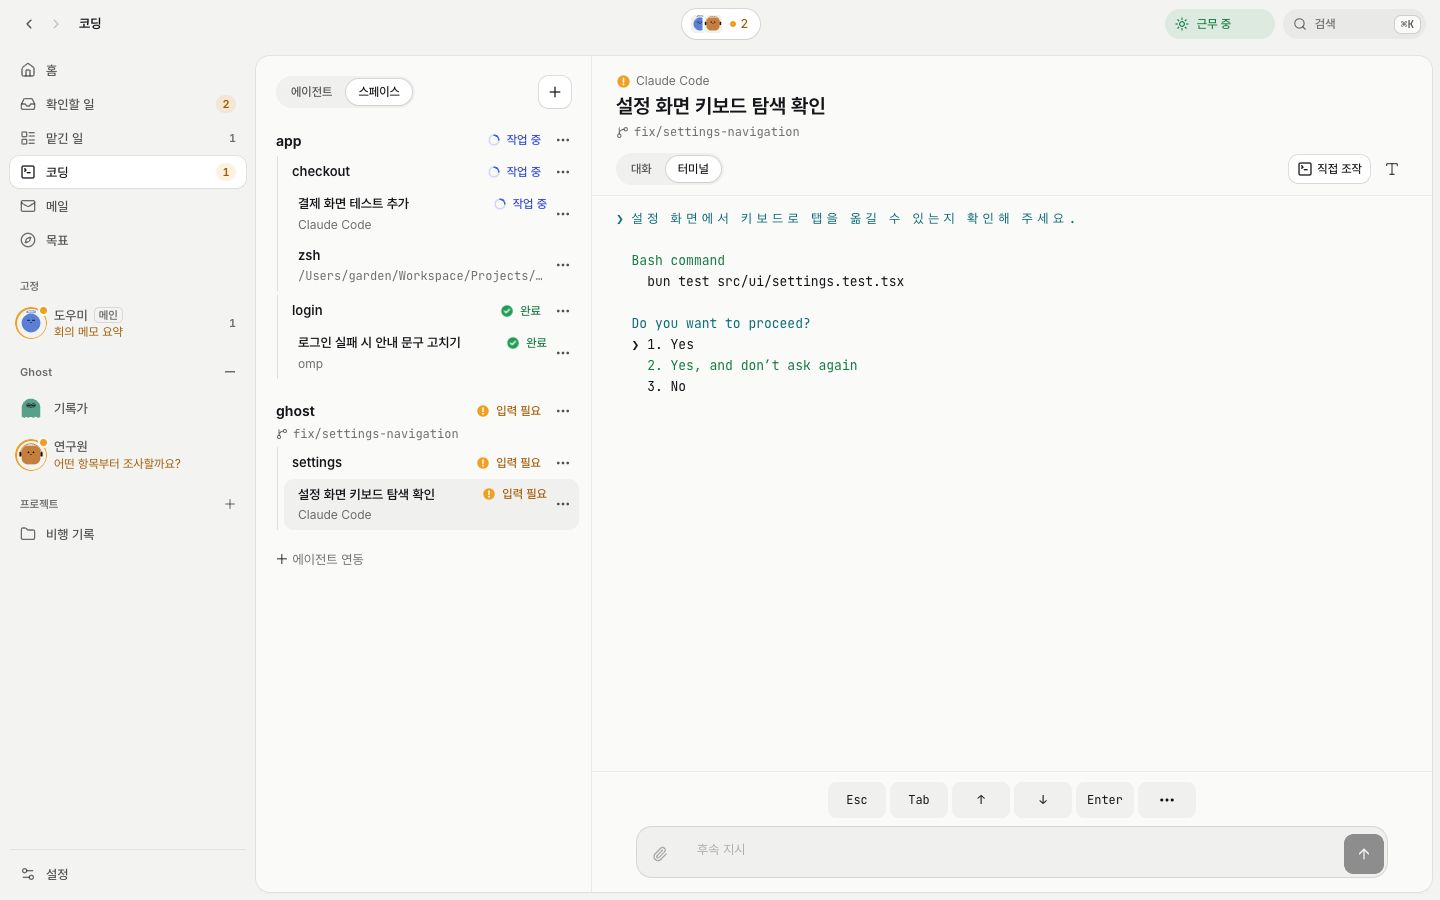 코딩
2
근무 중
검색
⌘K
홈
확인할 일
2
맡긴 일
1
코딩
1
메일
목표
고정
도우미
메인
회의 메모 요약
1
Ghost
기록가
연구원
어떤 항목부터 조사할까요?
프로젝트
비행 기록
설정
에이전트
스페이스
app
작업 중
checkout
작업 중
결제 화면 테스트 추가
작업 중
Claude Code
zsh
/Users/garden/Workspace/Projects/…
login
완료
로그인 실패 시 안내 문구 고치기
완료
omp
ghost
입력 필요
fix/settings-navigation
settings
입력 필요
설정 화면 키보드 탐색 확인
입력 필요
Claude Code
에이전트 연동
Claude Code
설정 화면 키보드 탐색 확인
fix/settings-navigation
대화
터미널
직접 조작
❯ 설정 화면에서 키보드로 탭을 옮길 수 있는지 확인해 주세요.
Bash command
bun test src/ui/settings.test.tsx
Do you want to proceed?
❯ 1. Yes
2. Yes, and don’t ask again
3. No
Esc
Tab
↑
↓
Enter
후속 지시